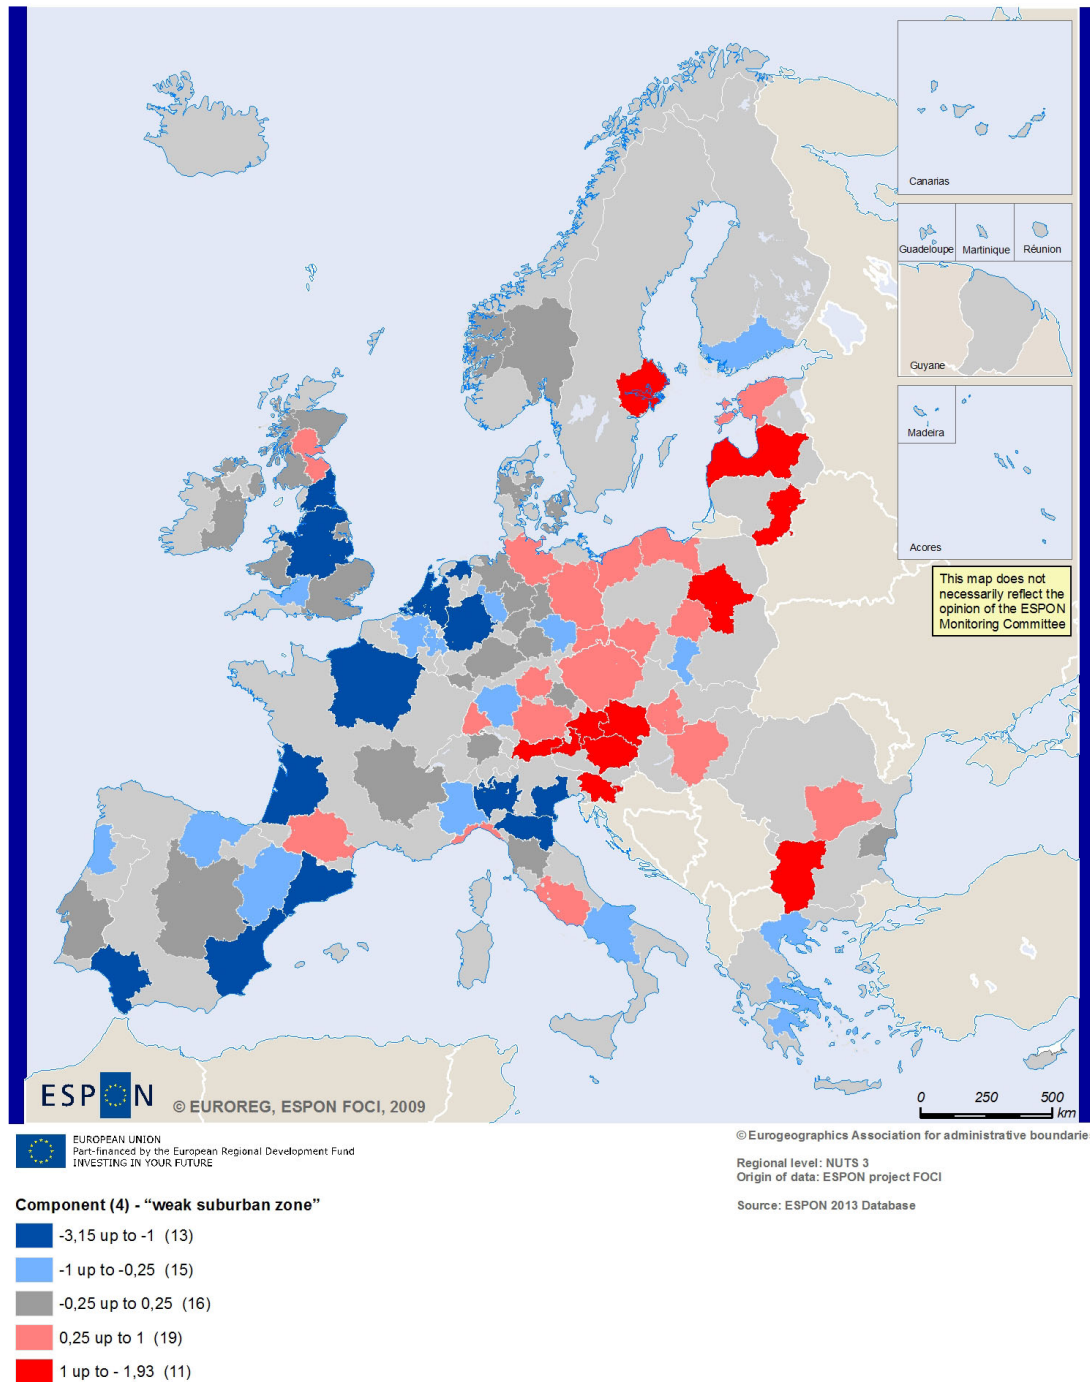 Canarias
Guadeloupe
Martinique
Réunion
Guyane
Madeira
Acores
This map does not
necessarily reflect the
opinion of the ESPON
Monitoring Committee
ESPON
© EUROREG, ESPON FOCI, 2009
0 250 500
km
EUROPEAN UNION
Part-financed by the European Regional Development Fund
INVESTING IN YOUR FUTURE
© Eurogeographics Association for administrative boundarie
Regional level: NUTS 3
Origin of data: ESPON project FOCI
Source: ESPON 2013 Database
Component (4) - “weak suburban zone”
-3,15 up to -1 (13)
-1 up to -0,25 (15)
-0,25 up to 0,25 (16)
0,25 up to 1 (19)
1 up to - 1,93 (11)